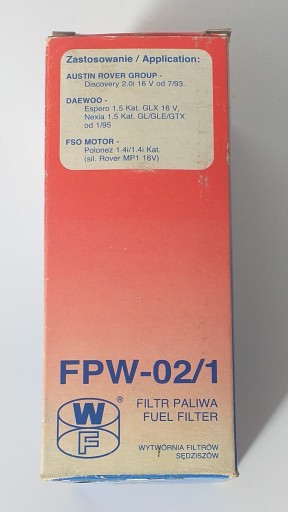 Zastosowanie / Application:
AUSTIN ROVER GROUP -
Discovery 2.0i 16 V od 7/93.
DAEWOO -
Espero 1.5 Kat. GLX 16 V,
Nexia 1.5 Kat. GL/GLE/GTX
od 1/95
FSO MOTOR -
Polonez 1.4i/1.4i Kat.
(sil. Rover MP1 16V)
FPW-02/1
W
F
®
FILTR PALIWA
FUEL FILTER
WYTWÓRNIA FILTRÓW
SĘDZISZÓW